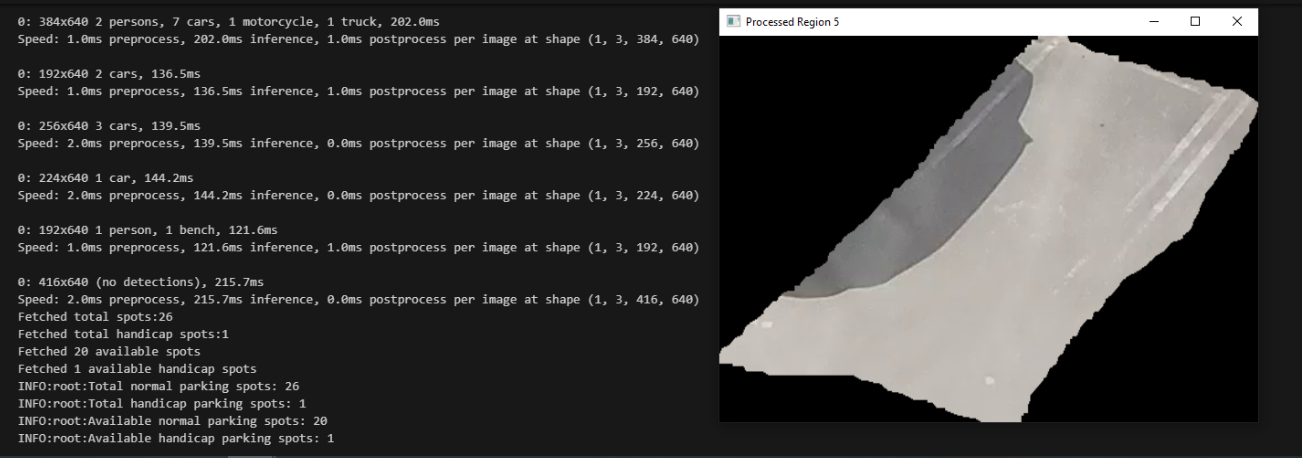 0: 384x640 2 persons, 7 cars, 1 motorcycle, 1 truck, 202.0ms
Speed: 1.0ms preprocess, 202.0ms inference, 1.0ms postprocess per image at shape (1, 3, 384, 640)
0: 192x640 2 cars, 136.5ms
Speed: 1.0ms preprocess, 136.5ms inference, 1.0ms postprocess per image at shape (1, 3, 192, 640)
0: 256x640 3 cars, 139.5ms
Speed: 2.0ms preprocess, 139.5ms inference, 0.0ms postprocess per image at shape (1, 3, 256, 640)
0: 224x640 1 car, 144.2ms
Speed: 2.0ms preprocess, 144.2ms inference, 0.0ms postprocess per image at shape (1, 3, 224, 640)
0: 192x640 1 person, 1 bench, 121.6ms
Speed: 1.0ms preprocess, 121.6ms inference, 1.0ms postprocess per image at shape (1, 3, 192, 640)
0: 416x640 (no detections), 215.7ms
Speed: 2.0ms preprocess, 215.7ms inference, 0.0ms postprocess per image at shape (1, 3, 416, 640)
Fetched total spots:26
Fetched total handicap spots:1
Fetched 20 available spots
Fetched 1 available handicap spots
INFO:root:Total normal parking spots: 26
INFO:root:Total handicap parking spots: 1
INFO:root:Available normal parking spots: 20
INFO:root:Available handicap parking spots: 1
Processed Region 5